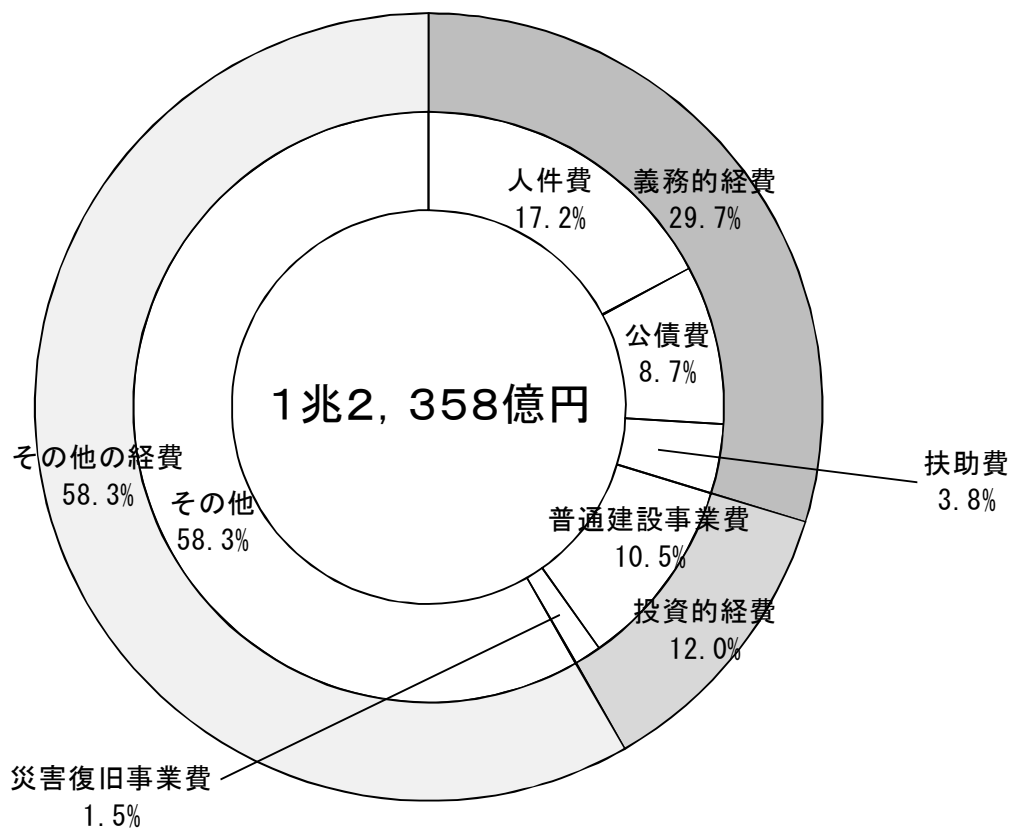 人件費
17.2%
義務的経費
29.7%
公債費
8.7%
1兆2,358億円
その他の経費
58.3%
その他
58.3%
扶助費
3.8%
普通建設事業費
10.5%
投資的経費
12.0%
災害復旧事業費
1.5%